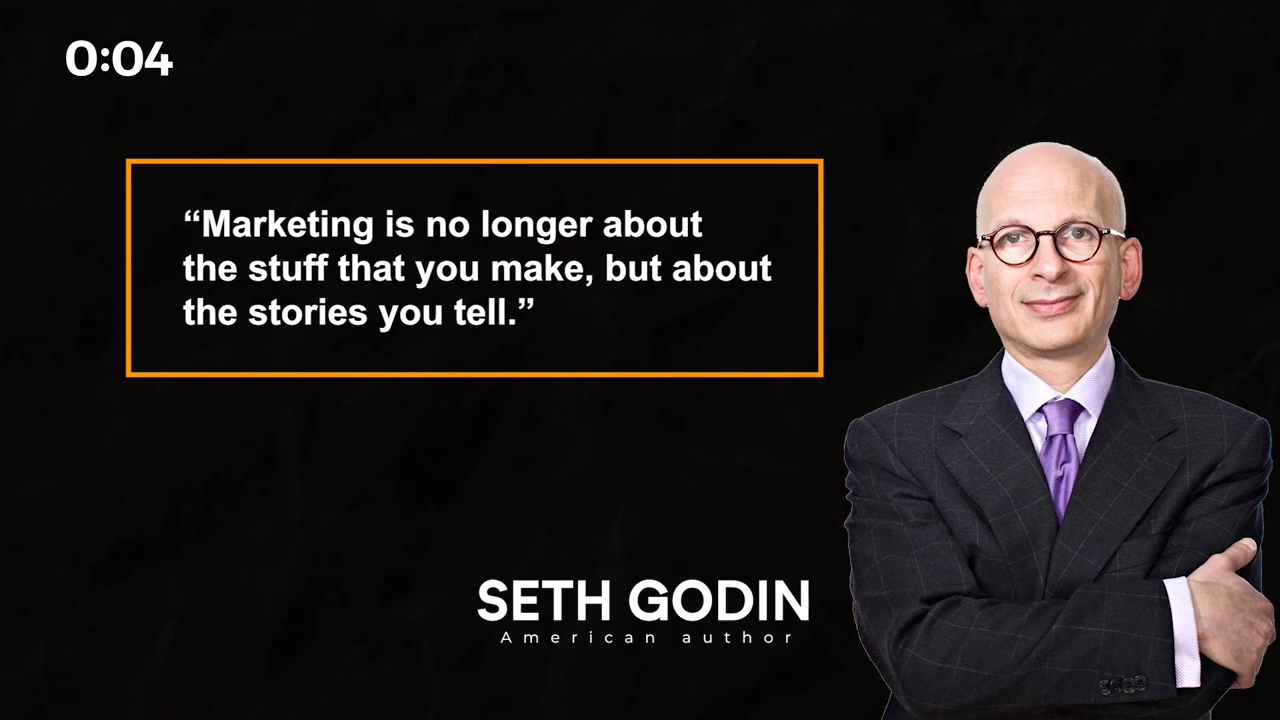 0:04
“Marketing is no longer about
the stuff that you make, but about
the stories you tell.”
SETH GODIN
American author